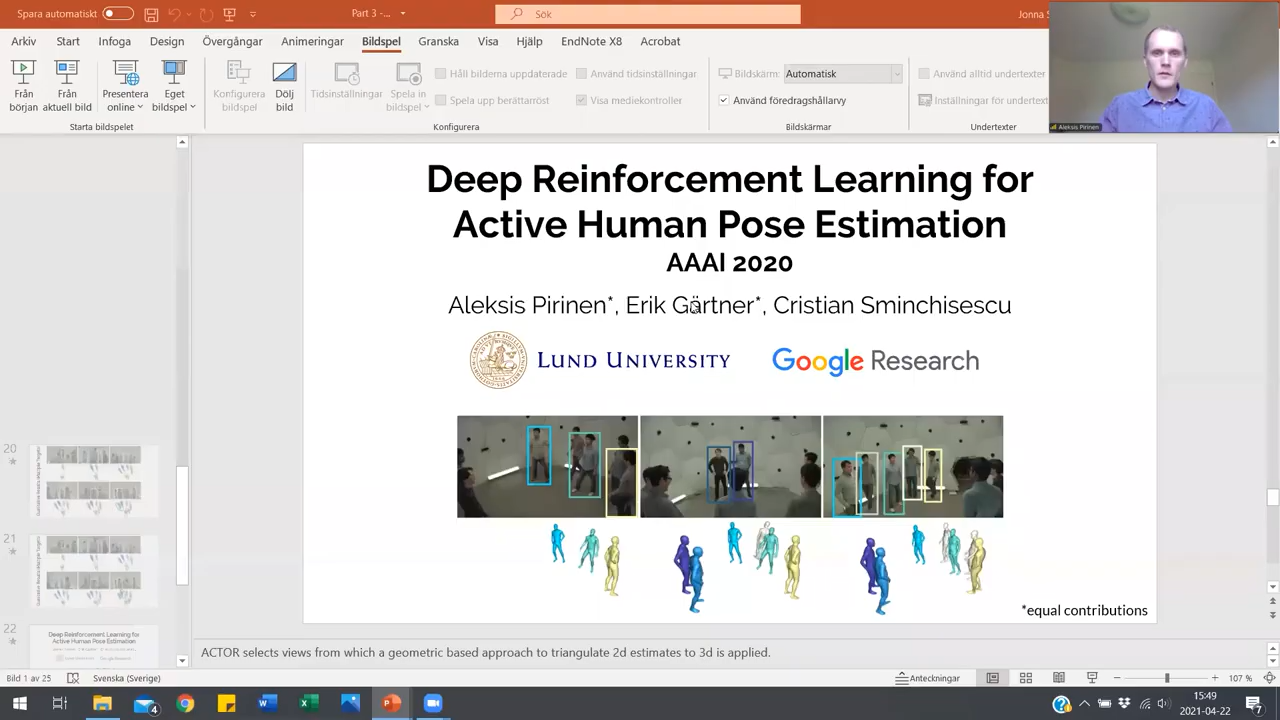 Spara automatiskt
Part 3 -...
Sök
Jonna S
Arkiv Start Infoga Design Övergångar Animeringar Bildspel Granska Visa Hjälp EndNote X8 Acrobat
Från början
Från aktuell bild
Presentera online
Eget bildspel
Konfigurera bildspel
Dölj bild
Tidsinställningar
Spela in bildspel
Håll bilderna uppdaterade
Spela upp berättarröst
Använd tidsinställningar
Visa mediekontroller
Bildskärm: Automatisk
Använd föredragshållarvy
Använd alltid undertexter
Inställningar för undertext
Starta bildspelet
Konfigurera
Bildskärmar
Undertexter
Aleksis Pirinen
Deep Reinforcement Learning for
Active Human Pose Estimation
AAAI 2020
Aleksis Pirinen*, Erik Gärtner*, Cristian Sminchisescu
LUND UNIVERSITY
Google Research
*equal contributions
20
21
22
Deep Reinforcement Learning for
Active Human Pose Estimation
ACTOR selects views from which a geometric based approach to triangulate 2d estimates to 3d is applied.
Bild 1 av 25
Svenska (Sverige)
Anteckningar
107 %
4
W
X
P
15:49
2021-04-22
7